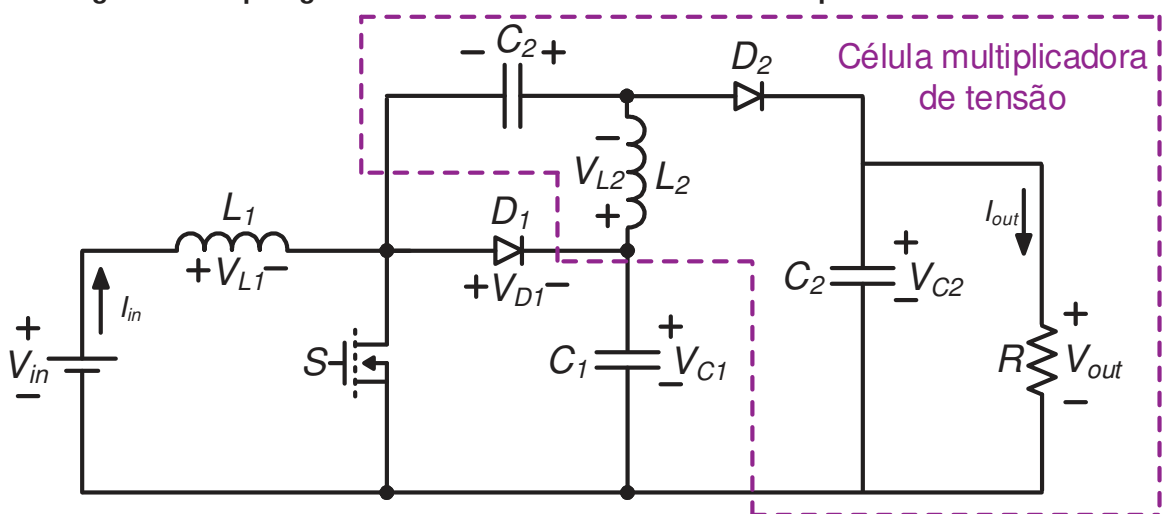 C2
- +
D2
Célula multiplicadora
de tensão
−
VL2 L2
+
L1
+ VL1 −
D1
+ VD1 −
Iin
+
Vin
−
S
C1
+
VC1
−
C2
+
VC2
−
Iout
R
+
Vout
−